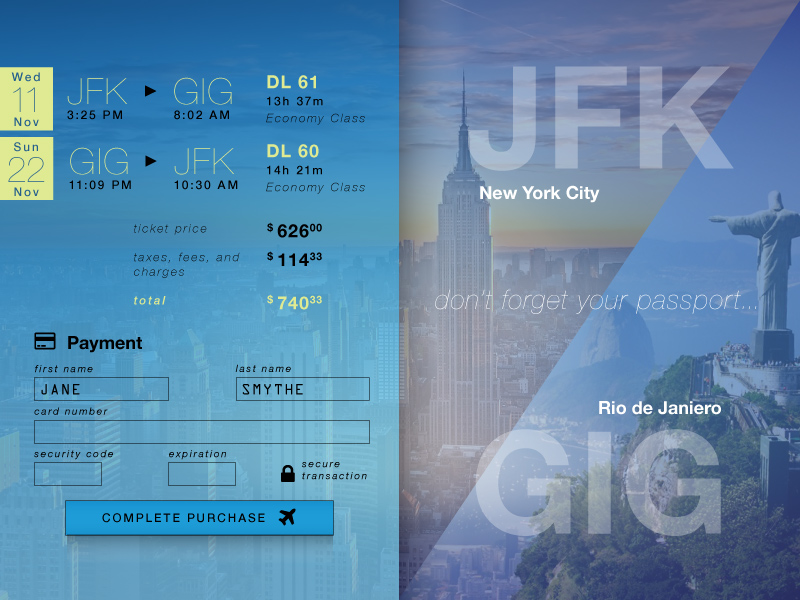 Wed
11
Nov
JFK ► GIG
3:25 PM 8:02 AM
DL 61
13h 37m
Economy Class
Sun
22
Nov
GIG ► JFK
11:09 PM 10:30 AM
DL 60
14h 21m
Economy Class
ticket price $ 62600
taxes, fees, and
charges
$ 11433
total $ 74033
Payment
first name last name
JANE SMYTHE
card number
security code expiration
secure
transaction
COMPLETE PURCHASE
JFK
New York City
don't forget your passport...
Rio de Janiero
GIG